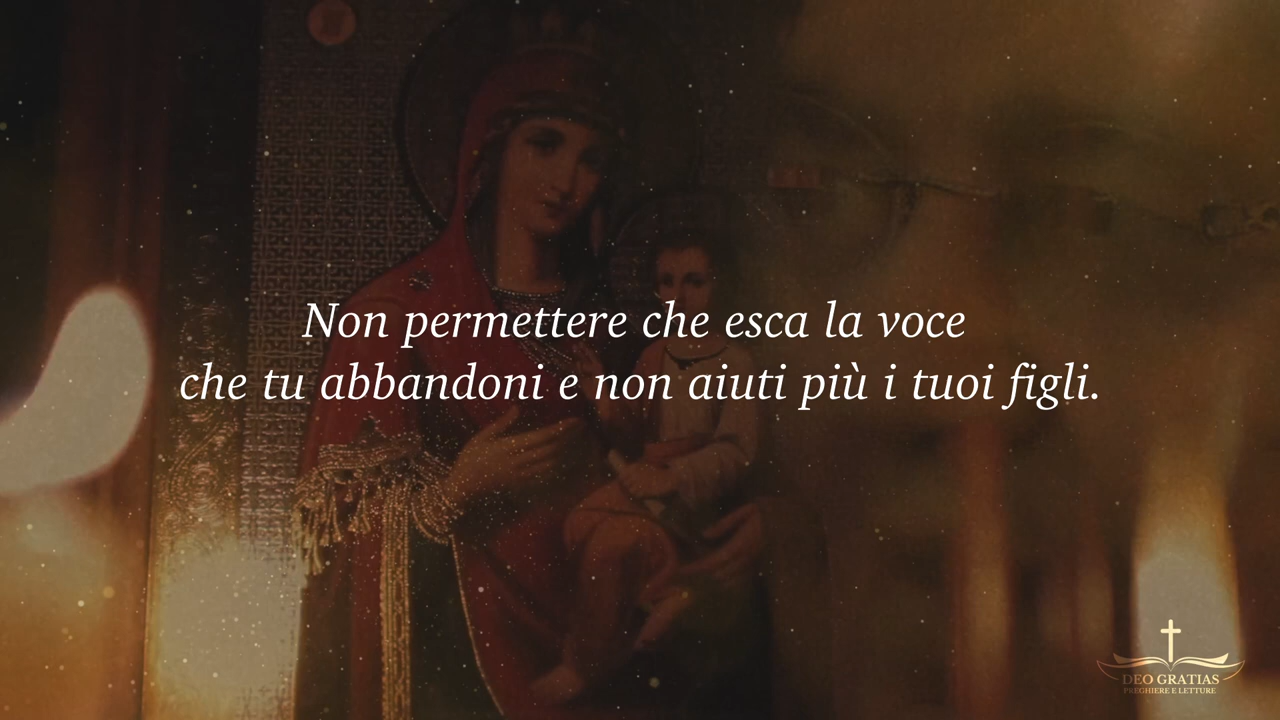 Non permettere che esca la voce
che tu abbandoni e non aiuti più i tuoi figli.
DEO GRATIAS
PREGHIERE E LETTURE